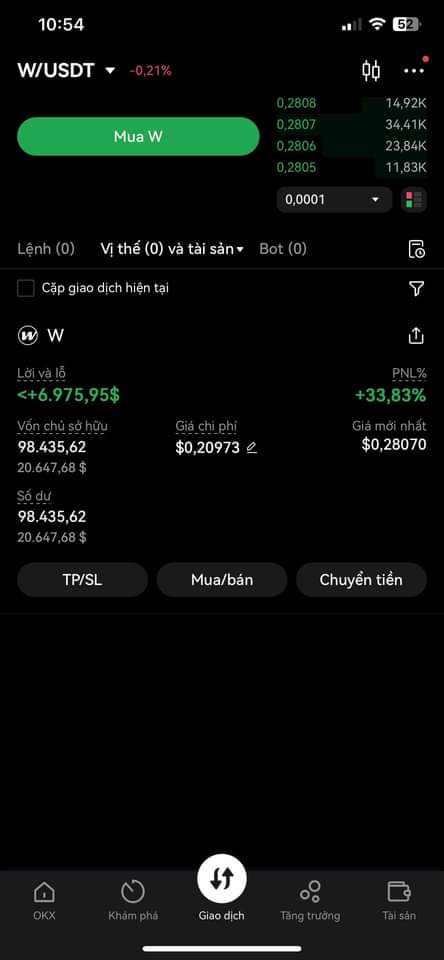 10:54
52
W/USDT
-0,21%
0,2808 14,92K
0,2807 34,41K
Mua W
0,2806 23,84K
0,2805 11,83K
0,0001
Lệnh (0) Vị thế (0) và tài sản Bot (0)
Cặp giao dịch hiện tại
W
Lời và lỗ PNL%
<+6.975,95$ +33,83%
Vốn chủ sở hữu Giá chi phí Giá mới nhất
98.435,62 $0,20973 $0,28070
20.647,68 $
Số dư
98.435,62
20.647,68 $
TP/SL Mua/bán Chuyển tiền
OKX Khám phá Giao dịch Tăng trưởng Tài sản